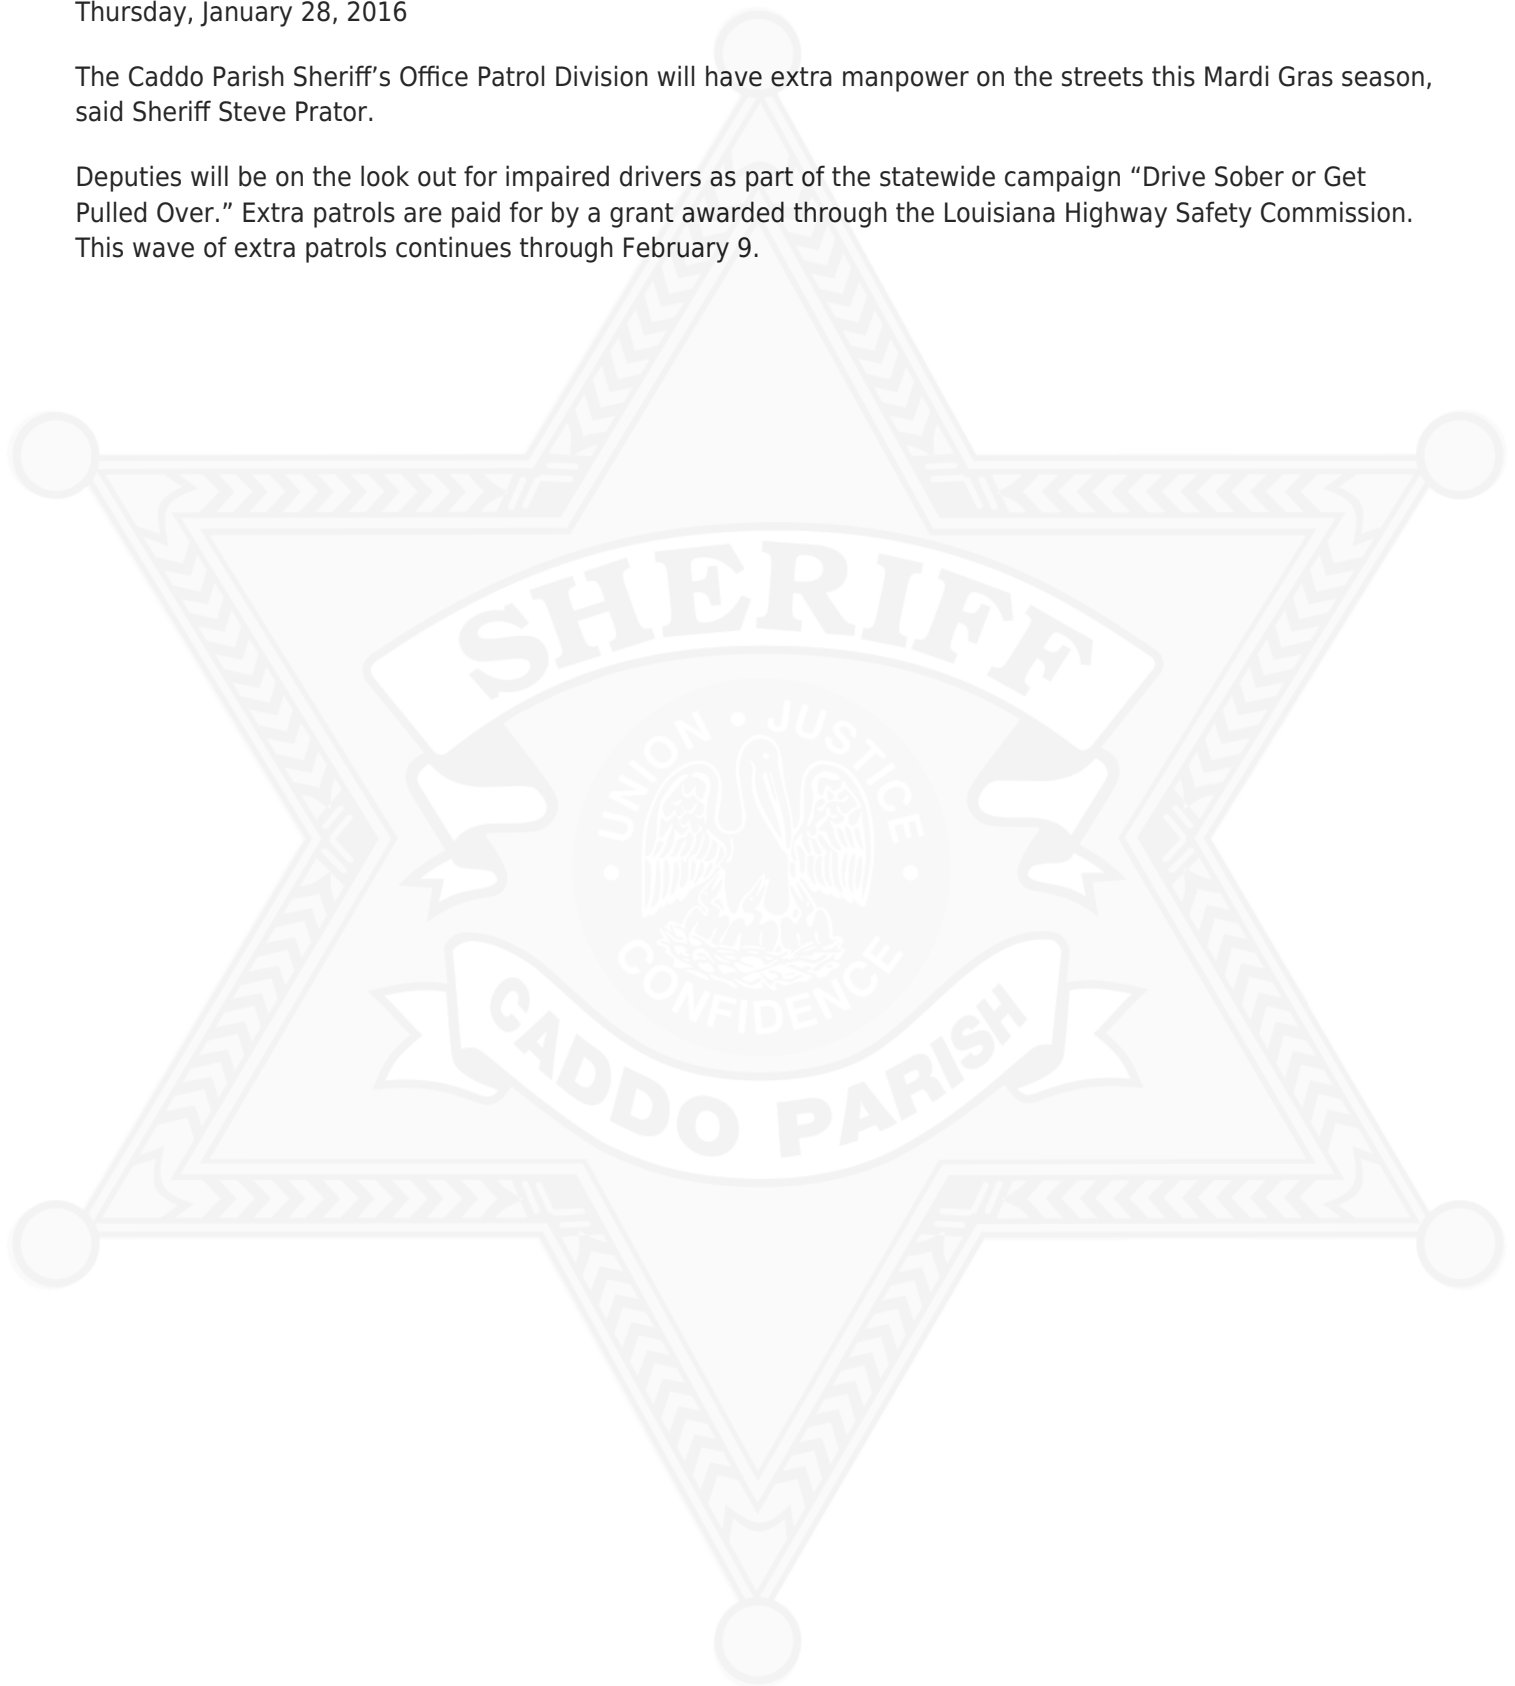 Thursday, January 28, 2016
The Caddo Parish Sheriff’s Office Patrol Division will have extra manpower on the streets this Mardi Gras season,
said Sheriff Steve Prator.
Deputies will be on the look out for impaired drivers as part of the statewide campaign “Drive Sober or Get
Pulled Over.” Extra patrols are paid for by a grant awarded through the Louisiana Highway Safety Commission.
This wave of extra patrols continues through February 9.
SHERIFF
UNION • JUSTICE
• CONFIDENCE •
CADDO PARISH